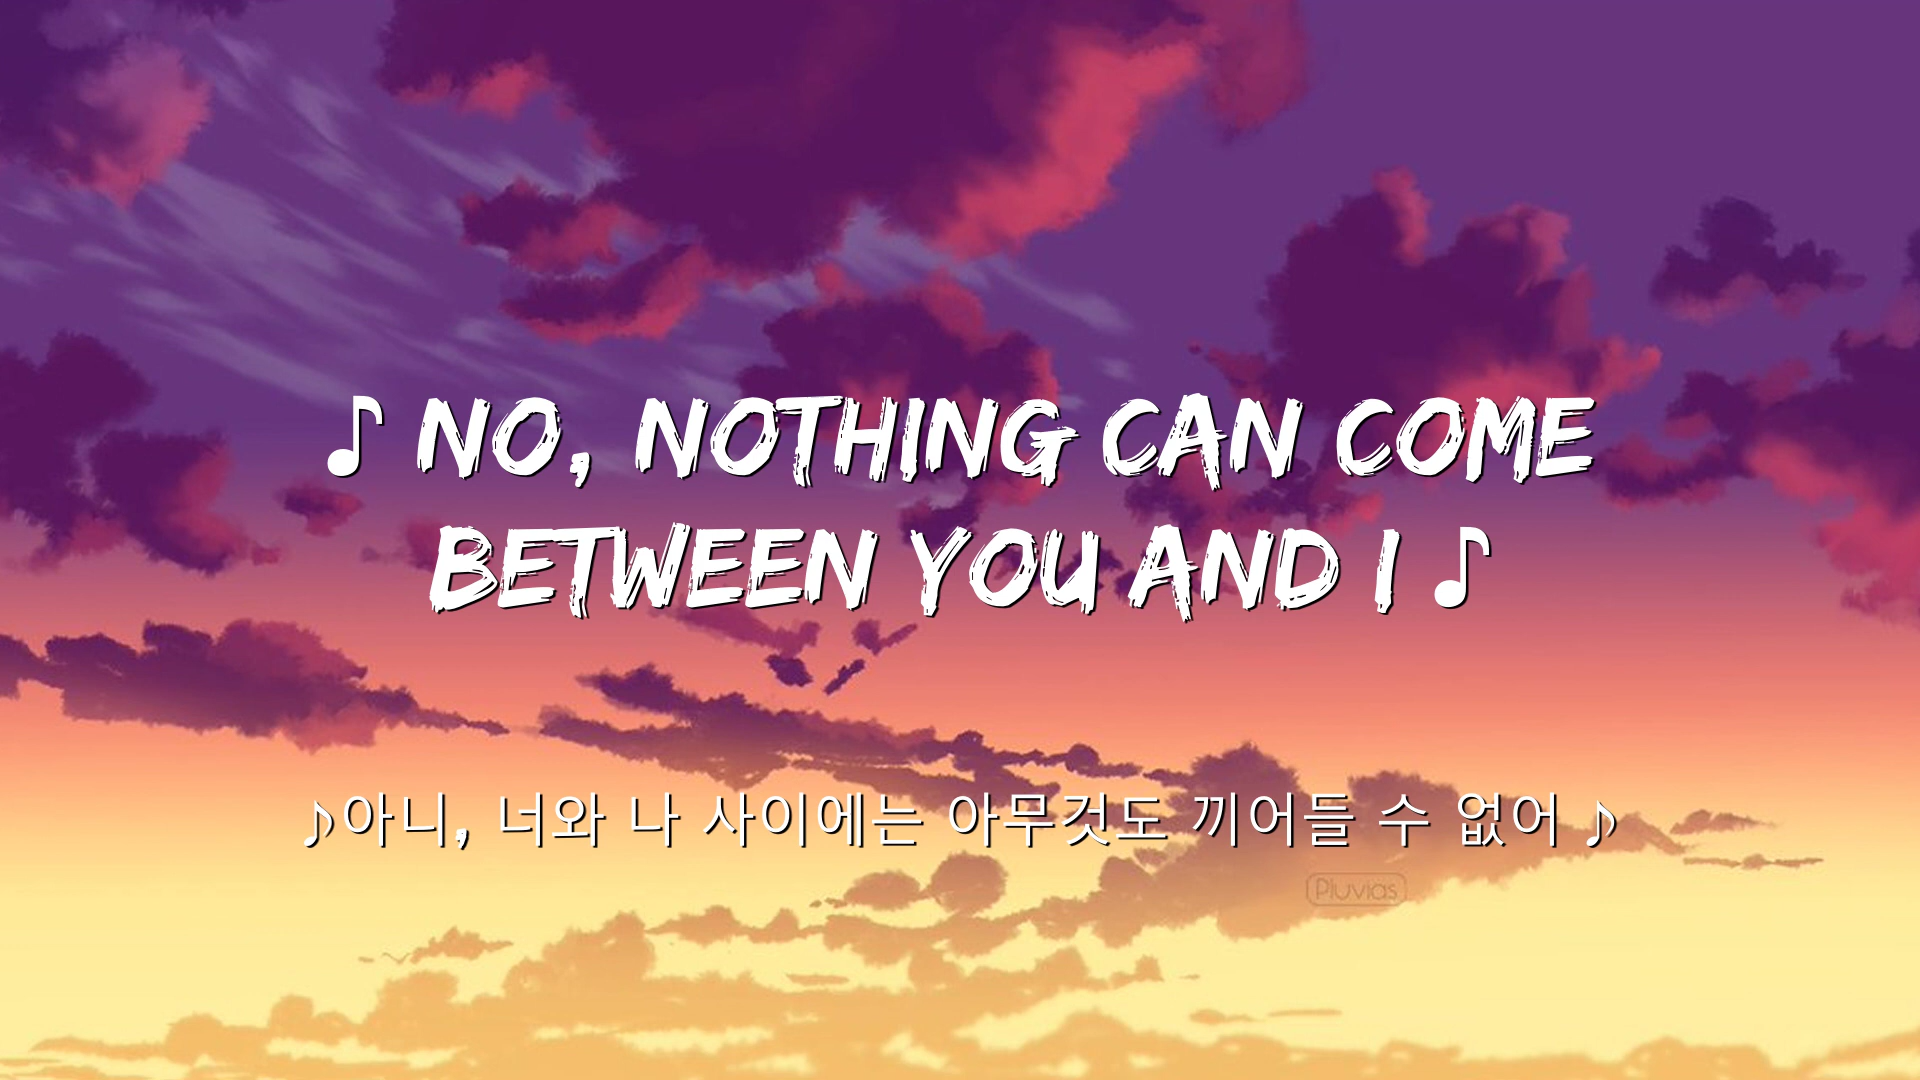 ♪ NO, NOTHING CAN COME
BETWEEN YOU AND I ♪
♪아니, 너와 나 사이에는 아무것도 끼어들 수 없어 ♪
Pluvias